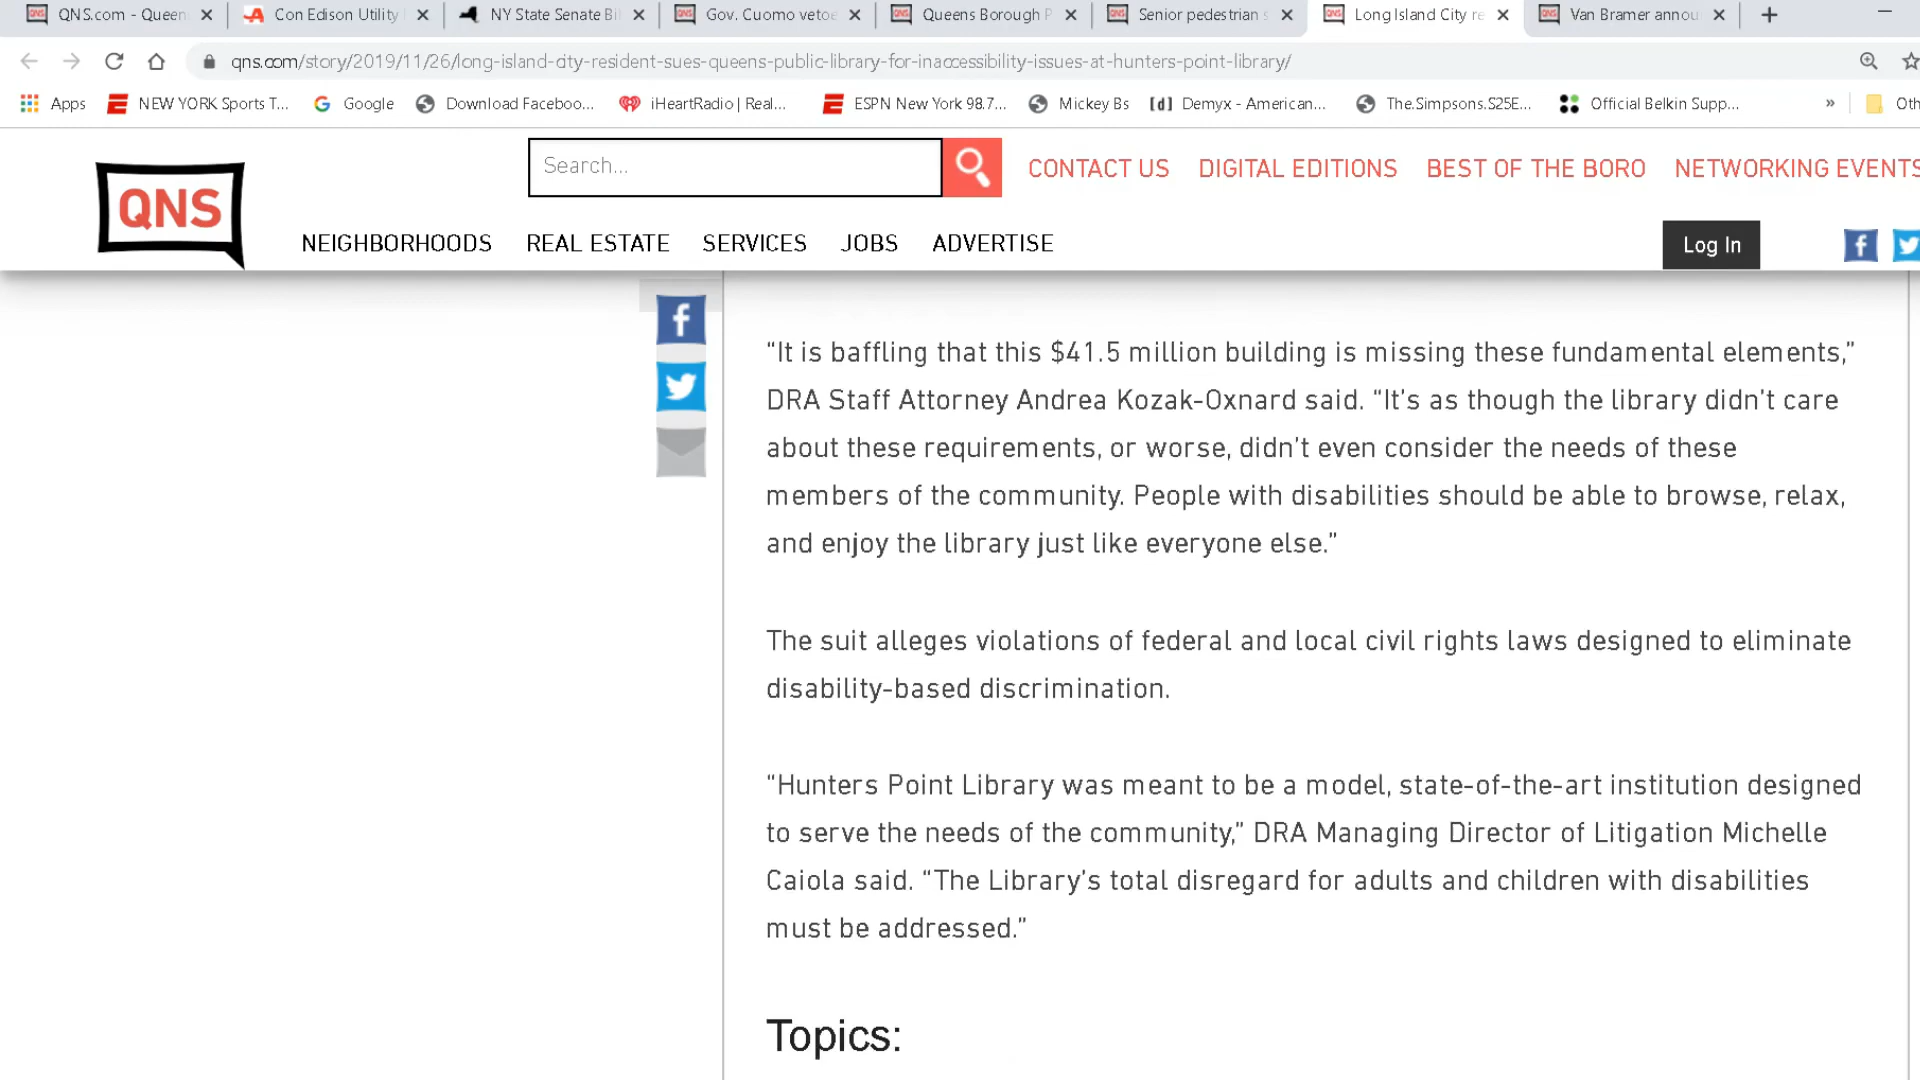 QNS.com - Queen
Con Edison Utility
NY State Senate Bi
Gov. Cuomo vetoe
Queens Borough P
Senior pedestrian s
Long Island City re
Van Bramer annou
qns.com/story/2019/11/26/long-island-city-resident-sues-queens-public-library-for-inaccessibility-issues-at-hunters-point-library/
Apps
NEW YORK Sports T...
Google
Download Faceboo...
iHeartRadio | Real...
ESPN New York 98.7...
Mickey Bs
[d] Demyx - American...
The.Simpsons.S25E...
Official Belkin Supp...
»
Oth
QNS
Search...
CONTACT US
DIGITAL EDITIONS
BEST OF THE BORO
NETWORKING EVENTS
NEIGHBORHOODS
REAL ESTATE
SERVICES
JOBS
ADVERTISE
Log In
“It is baffling that this $41.5 million building is missing these fundamental elements,”
DRA Staff Attorney Andrea Kozak-Oxnard said. “It’s as though the library didn’t care
about these requirements, or worse, didn’t even consider the needs of these
members of the community. People with disabilities should be able to browse, relax,
and enjoy the library just like everyone else.”
The suit alleges violations of federal and local civil rights laws designed to eliminate
disability-based discrimination.
“Hunters Point Library was meant to be a model, state-of-the-art institution designed
to serve the needs of the community,” DRA Managing Director of Litigation Michelle
Caiola said. “The Library’s total disregard for adults and children with disabilities
must be addressed.”
Topics: